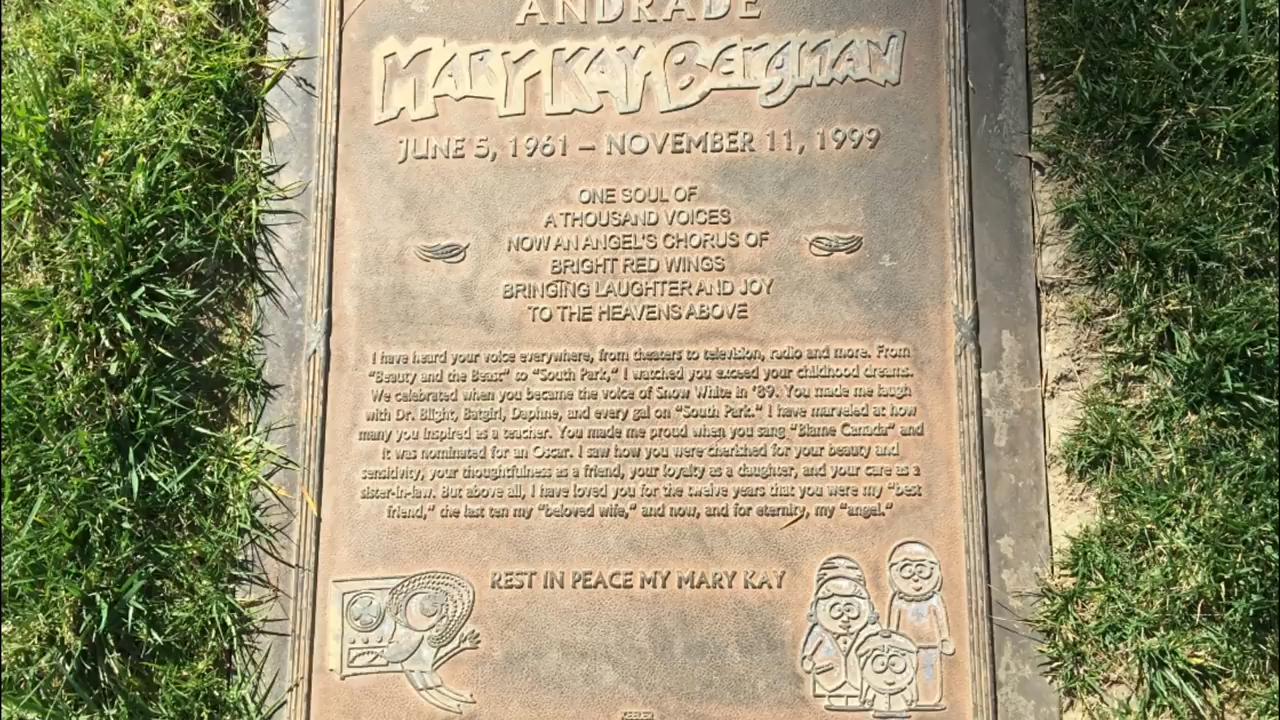 ANDRADE
MARY KAY BERGMAN
JUNE 5, 1961 – NOVEMBER 11, 1999
ONE SOUL OF
A THOUSAND VOICES
NOW AN ANGEL'S CHORUS OF
BRIGHT RED WINGS
BRINGING LAUGHTER AND JOY
TO THE HEAVENS ABOVE
I have heard your voice everywhere, from theaters to television, radio and more. From
"Beauty and the Beast" to "South Park," I watched you exceed your childhood dreams.
We celebrated when you became the voice of Snow White in '89. You made me laugh
with Dr. Blight, Batgirl, Daphne, and every gal on "South Park." I have marveled at how
many you inspired as a teacher. You made me proud when you sang "Blame Canada" and
it was nominated for an Oscar. I saw how you were cherished for your beauty and
sensitivity, your thoughtfulness as a friend, your loyalty as a daughter, and your care as a
sister-in-law. But above all, I have loved you for the twelve years that you were my "best
friend," the last ten my "beloved wife," and now, and for eternity, my "angel."
REST IN PEACE MY MARY KAY